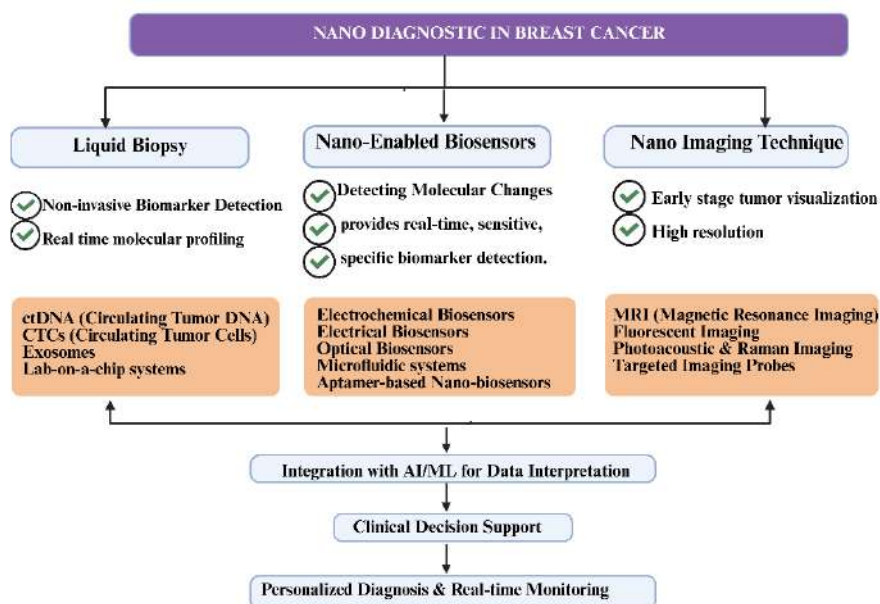 NANO DIAGNOSTIC IN BREAST CANCER
Liquid Biopsy
Non-invasive Biomarker Detection
Real time molecular profiling
ctDNA (Circulating Tumor DNA)
CTCs (Circulating Tumor Cells)
Exosomes
Lab-on-a-chip systems
Nano-Enabled Biosensors
Detecting Molecular Changes
provides real-time, sensitive,
specific biomarker detection.
Electrochemical Biosensors
Electrical Biosensors
Optical Biosensors
Microfluidic systems
Aptamer-based Nano-biosensors
Nano Imaging Technique
Early stage tumor visualization
High resolution
MRI (Magnetic Resonance Imaging)
Fluorescent Imaging
Photoacoustic & Raman Imaging
Targeted Imaging Probes
Integration with AI/ML for Data Interpretation
Clinical Decision Support
Personalized Diagnosis & Real-time Monitoring